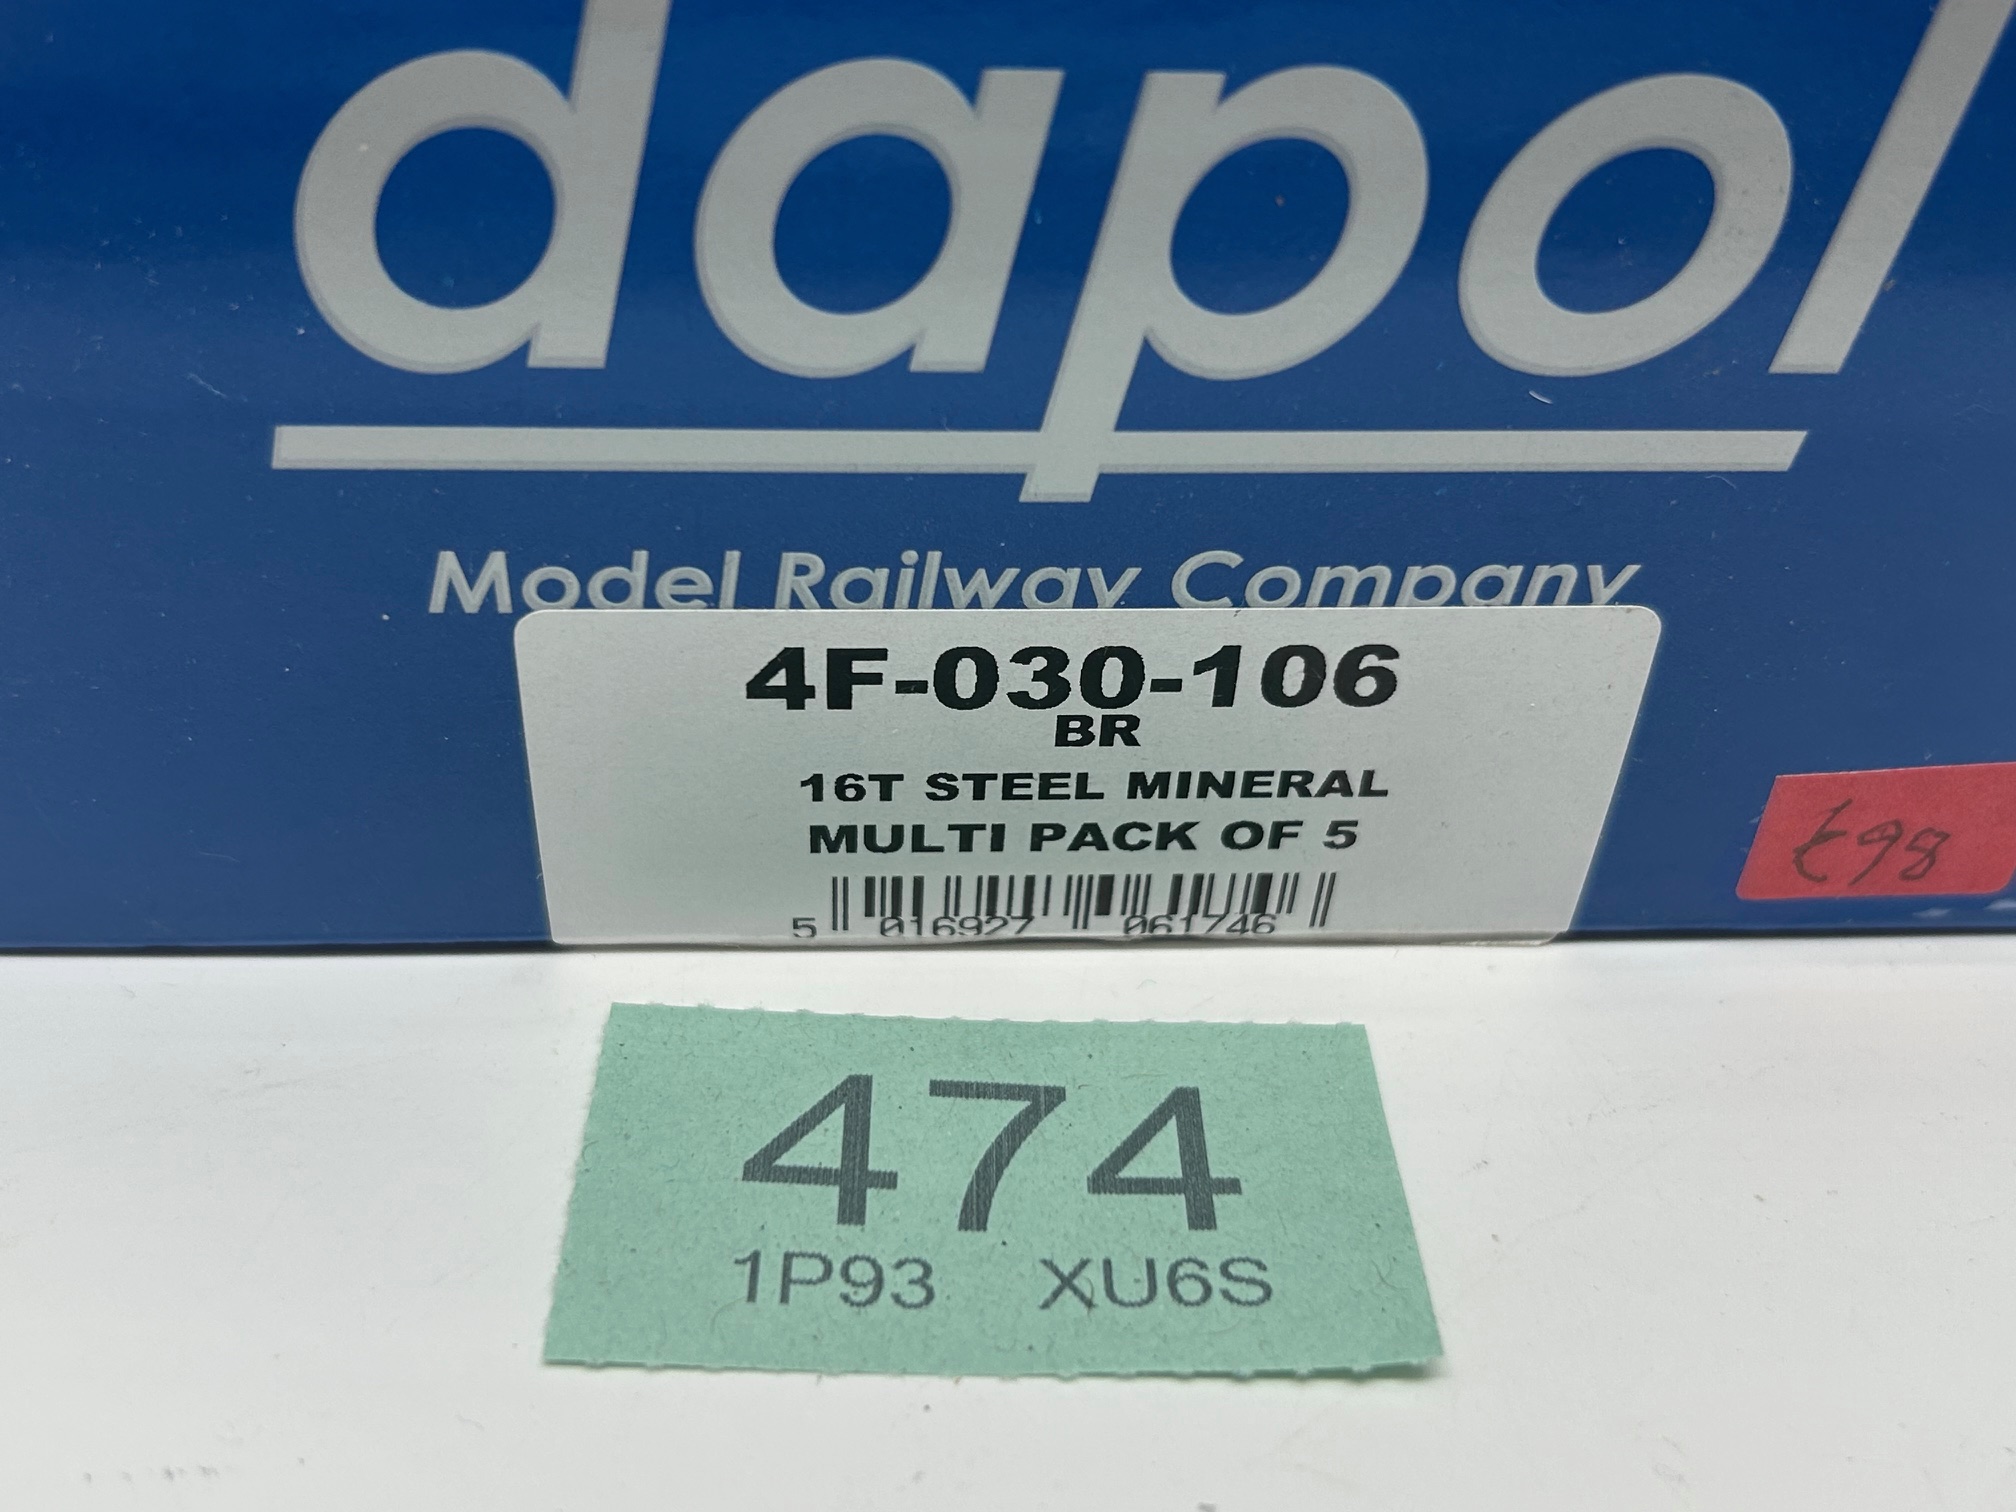 dapol
Model Railway Company
4F-030-106
BR
16T STEEL MINERAL
MULTI PACK OF 5
5 016927 061746
£98
474
1P93 XU6S